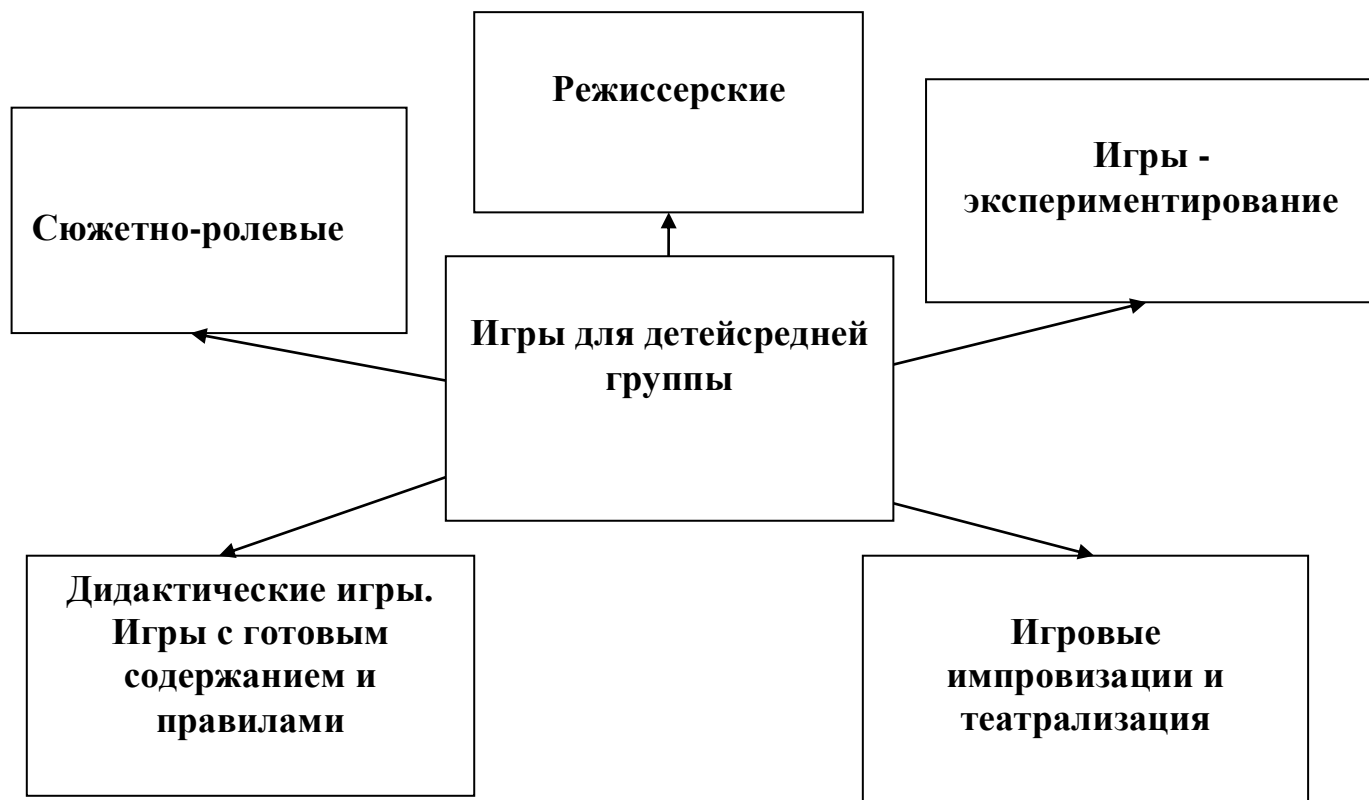 Режиссерские
Игры -
экспериментирование
Сюжетно-ролевые
Игры для детейсредней
группы
Дидактические игры.
Игры с готовым
содержанием и
правилами
Игровые
импровизации и
театрализация